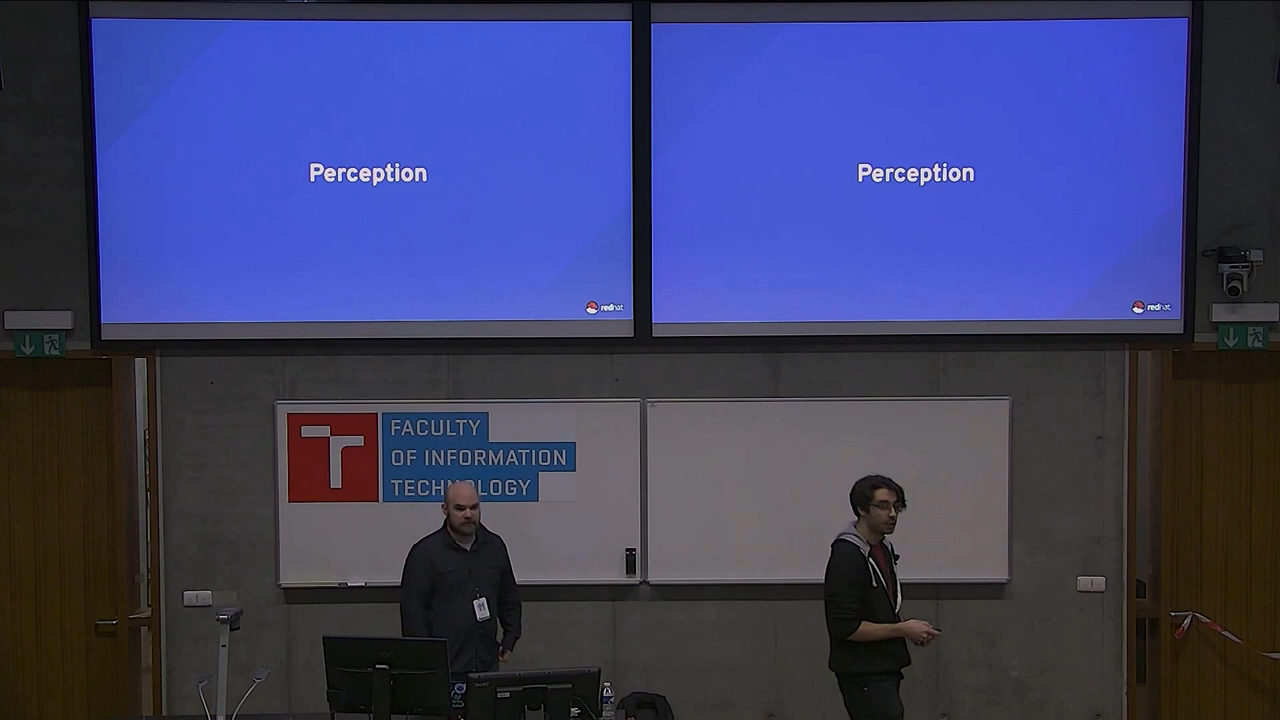 Perception
redhat
Perception
redhat
FACULTY
OF INFORMATION
TECHNOLOGY